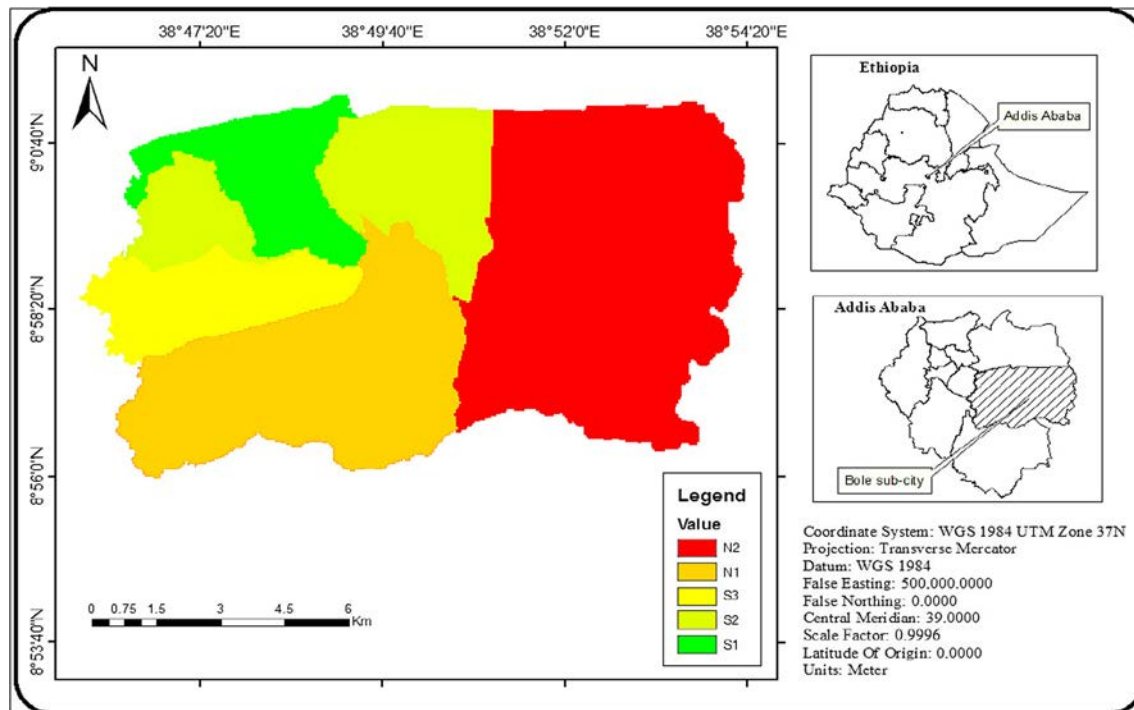 38°47'20"E 38°49'40"E 38°52'0"E 38°54'20"E
N
9°0'40"N
8°58'20"N
8°56'0"N
8°53'40"N
Legend
Value
N2
N1
S3
S2
S1
0 0.75 1.5 3 4.5 6
Km
Ethiopia
Addis Ababa
Addis Ababa
Bole sub-city
Coordinate System: WGS 1984 UTM Zone 37N
Projection: Transverse Mercator
Datum: WGS 1984
False Easting: 500,000.0000
False Northing: 0.0000
Central Meridian: 39.0000
Scale Factor: 0.9996
Latitude Of Origin: 0.0000
Units: Meter